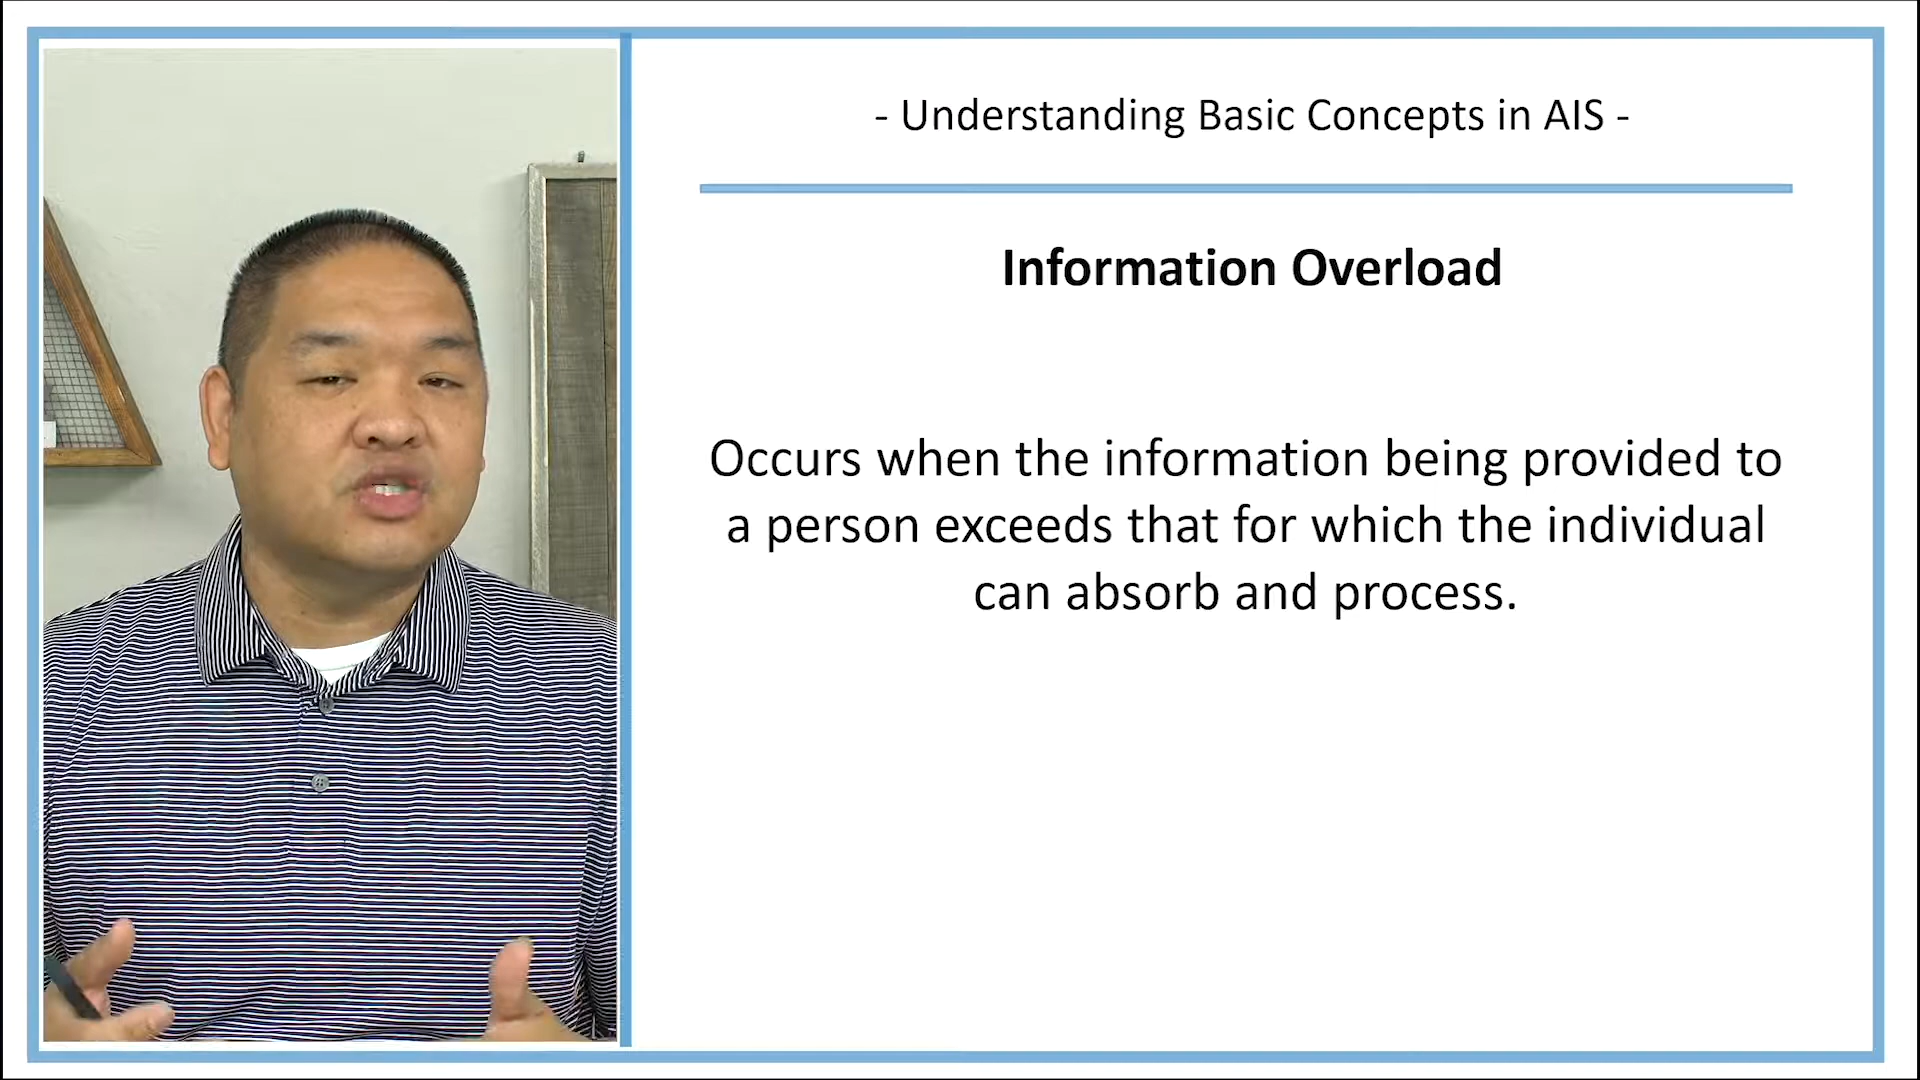 - Understanding Basic Concepts in AIS -
Information Overload
Occurs when the information being provided to
a person exceeds that for which the individual
can absorb and process.